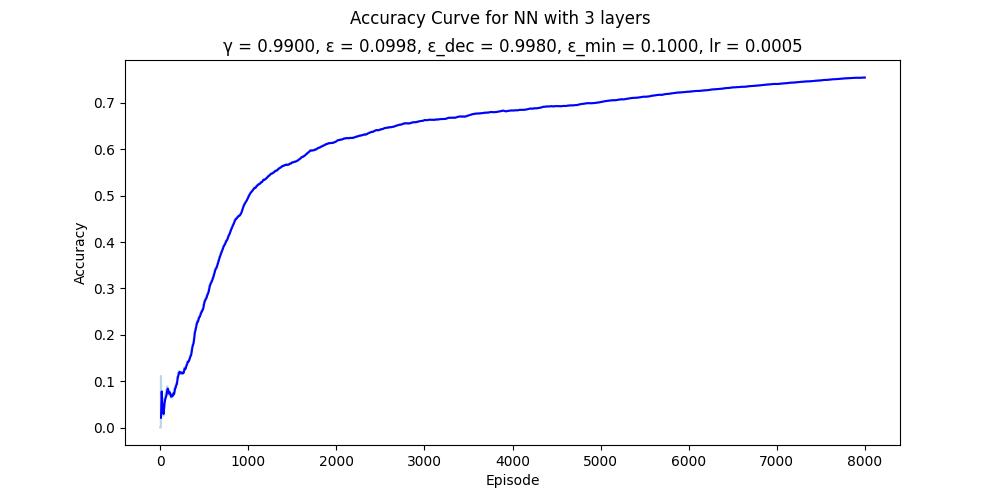 Accuracy Curve for NN with 3 layers
γ = 0.9900, ε = 0.0998, ε_dec = 0.9980, ε_min = 0.1000, lr = 0.0005
0.7
0.6
0.5
0.4
0.3
0.2
0.1
0.0
Accuracy
0 1000 2000 3000 4000 5000 6000 7000 8000
Episode